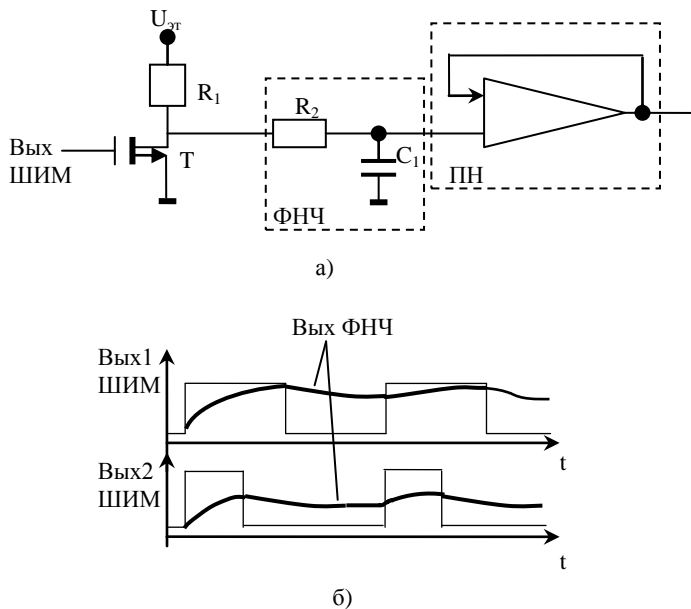 Uэт
R1
R2
Вых
ШИМ
T
C1
ПН
ФНЧ
а)
Вых ФНЧ
Вых1
ШИМ
t
Вых2
ШИМ
t
б)